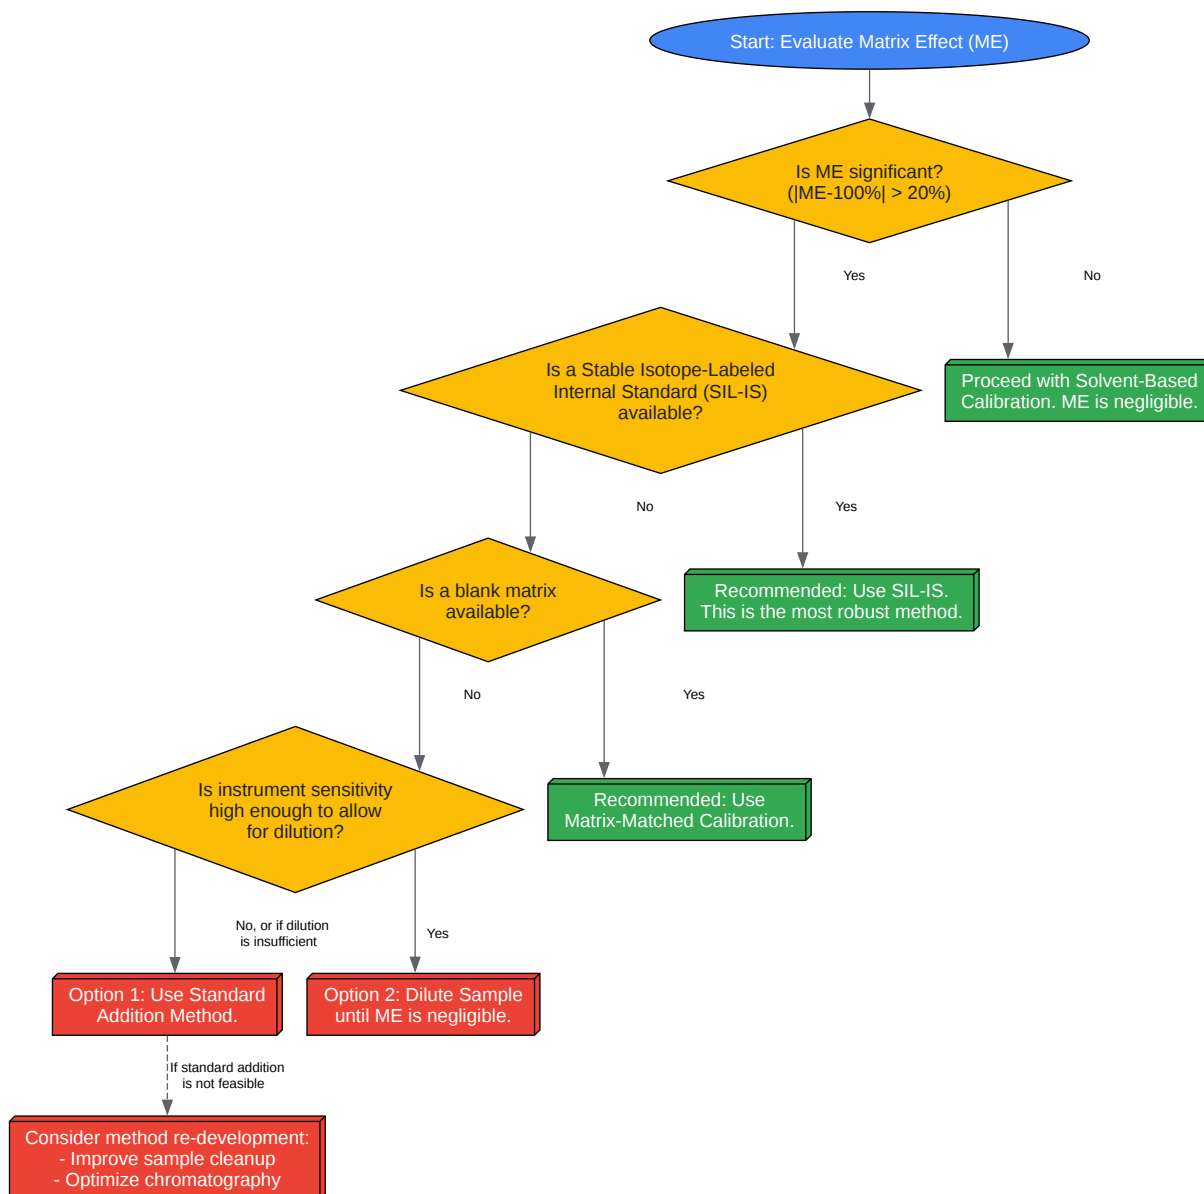 Start: Evaluate Matrix Effect (ME)
Is ME significant?
(|ME-100%| > 20%)
Yes
No
Is a Stable Isotope-Labeled
Internal Standard (SIL-IS)
available?
Proceed with Solvent-Based
Calibration. ME is negligible.
No
Yes
Is a blank matrix
available?
Recommended: Use SIL-IS.
This is the most robust method.
No
Yes
Is instrument sensitivity
high enough to allow
for dilution?
Recommended: Use
Matrix-Matched Calibration.
No, or if dilution
is insufficient
Yes
Option 1: Use Standard
Addition Method.
Option 2: Dilute Sample
until ME is negligible.
If standard addition
is not feasible
Consider method re-development:
- Improve sample cleanup
- Optimize chromatography